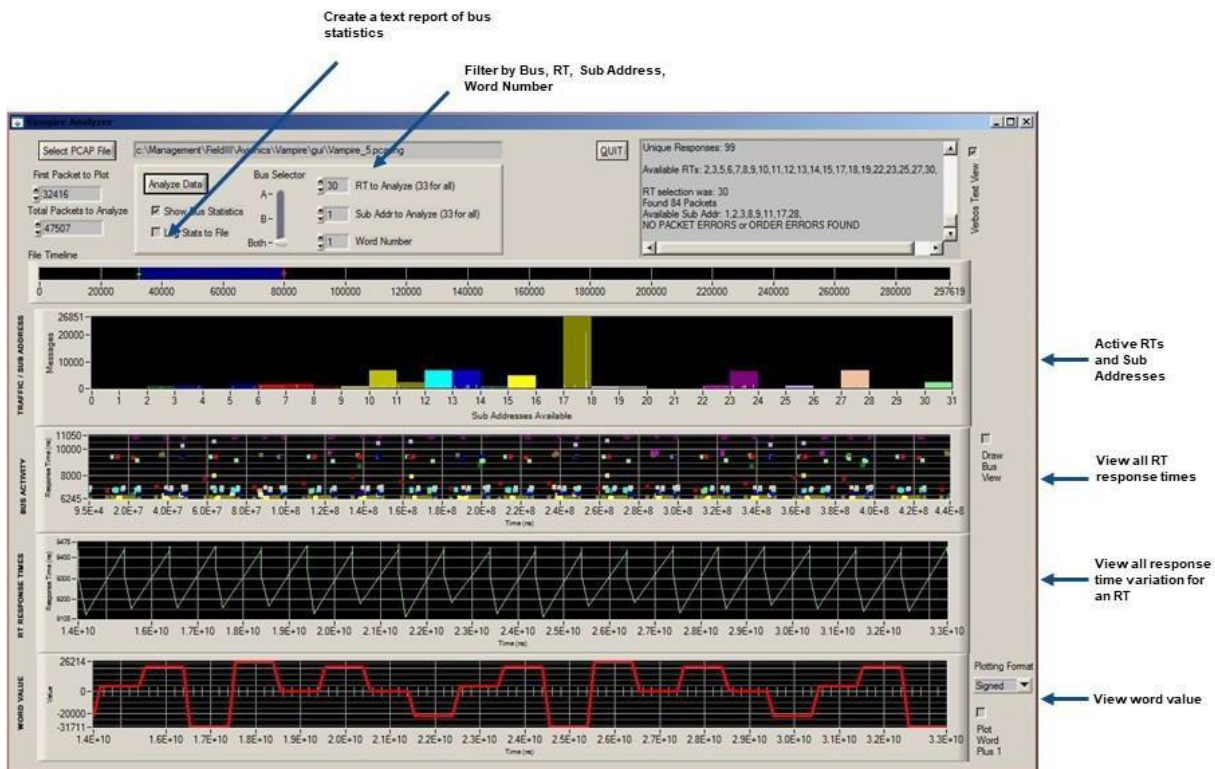 Create a text report of bus
statistics
Filter by Bus, RT, Sub Address,
Word Number
Vampire Analyzer
Select PCAP File
c:\Management\FieldIII\Avionics\Vampire\gui\Vampire_5.pcapng
QUIT
First Packet to Plot
32416
Total Packets to Analyze
47507
Analyze Data
Show Bus Statistics
Log Stats to File
Bus Selector
A
B
Both
30 RT to Analyze (33 for all)
1 Sub Addr to Analyze (33 for all)
1 Word Number
Unique Responses: 99
Available RTs: 2,3,5,6,7,8,9,10,11,12,13,14,15,17,18,19,22,23,25,27,30,
RT selection was: 30
Found 84 Packets
Available Sub Addr: 1,2,3,8,9,11,17,28,
NO PACKET ERRORS or ORDER ERRORS FOUND
Verbos Text View
File Timeline
0 20000 40000 60000 80000 100000 120000 140000 160000 180000 200000 220000 240000 260000 280000 297619
TRAFFIC / SUB ADDRESS
Messages
26851
20000
10000
0
0 1 2 3 4 5 6 7 8 9 10 11 12 13 14 15 16 17 18 19 20 21 22 23 24 25 26 27 28 29 30 31
Sub Addresses Available
Active RTs
and Sub
Addresses
BUS ACTIVITY
Response Time (ns)
11050
10000
8000
6245
9.5E+4 2.0E+7 4.0E+7 6.0E+7 8.0E+7 1.0E+8 1.2E+8 1.4E+8 1.6E+8 1.8E+8 2.0E+8 2.2E+8 2.4E+8 2.6E+8 2.8E+8 3.0E+8 3.2E+8 3.4E+8 3.6E+8 3.8E+8 4.0E+8 4.2E+8 4.4E+8
Time (ns)
Draw
Bus
View
View all RT
response times
RT RESPONSE TIMES
Response Time (ns)
9475
9400
9300
9200
9105
1.4E+10 1.6E+10 1.7E+10 1.8E+10 1.9E+10 2.0E+10 2.1E+10 2.2E+10 2.3E+10 2.4E+10 2.5E+10 2.6E+10 2.7E+10 2.8E+10 2.9E+10 3.0E+10 3.1E+10 3.2E+10 3.3E+10
Time (ns)
View all response
time variation for
an RT
WORD VALUE
Value
26214
0
-20000
-31711
1.4E+10 1.6E+10 1.7E+10 1.8E+10 1.9E+10 2.0E+10 2.1E+10 2.2E+10 2.3E+10 2.4E+10 2.5E+10 2.6E+10 2.7E+10 2.8E+10 2.9E+10 3.0E+10 3.1E+10 3.2E+10 3.3E+10
Time (ns)
Plotting Format
Signed
Plot
Word
Plus 1
View word value